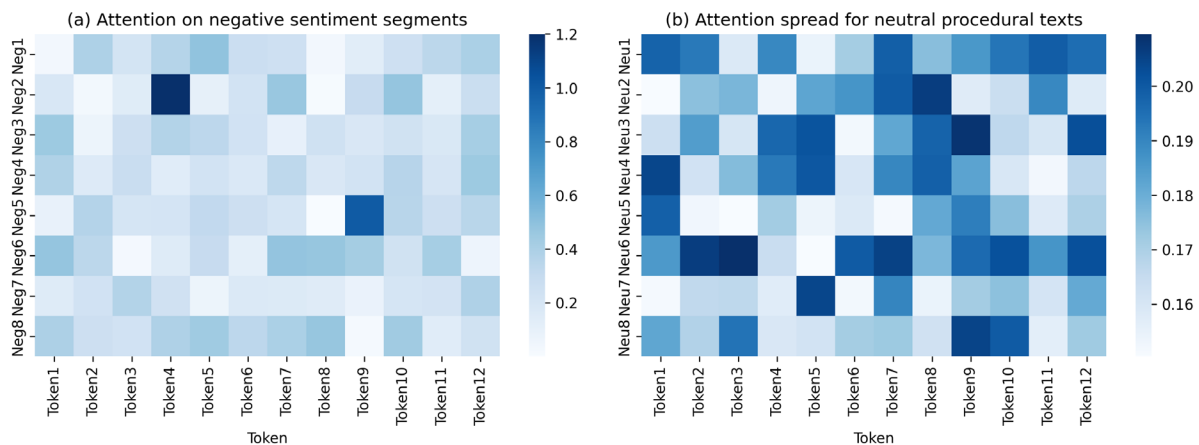 (a) Attention on negative sentiment segments
Neg1
Neg2
Neg3
Neg4
Neg5
Neg6
Neg7
Neg8
Token1 Token2 Token3 Token4 Token5 Token6 Token7 Token8 Token9 Token10 Token11 Token12
Token
1.2
1.0
0.8
0.6
0.4
0.2
(b) Attention spread for neutral procedural texts
Neu1
Neu2
Neu3
Neu4
Neu5
Neu6
Neu7
Neu8
Token1 Token2 Token3 Token4 Token5 Token6 Token7 Token8 Token9 Token10 Token11 Token12
Token
0.20
0.19
0.18
0.17
0.16